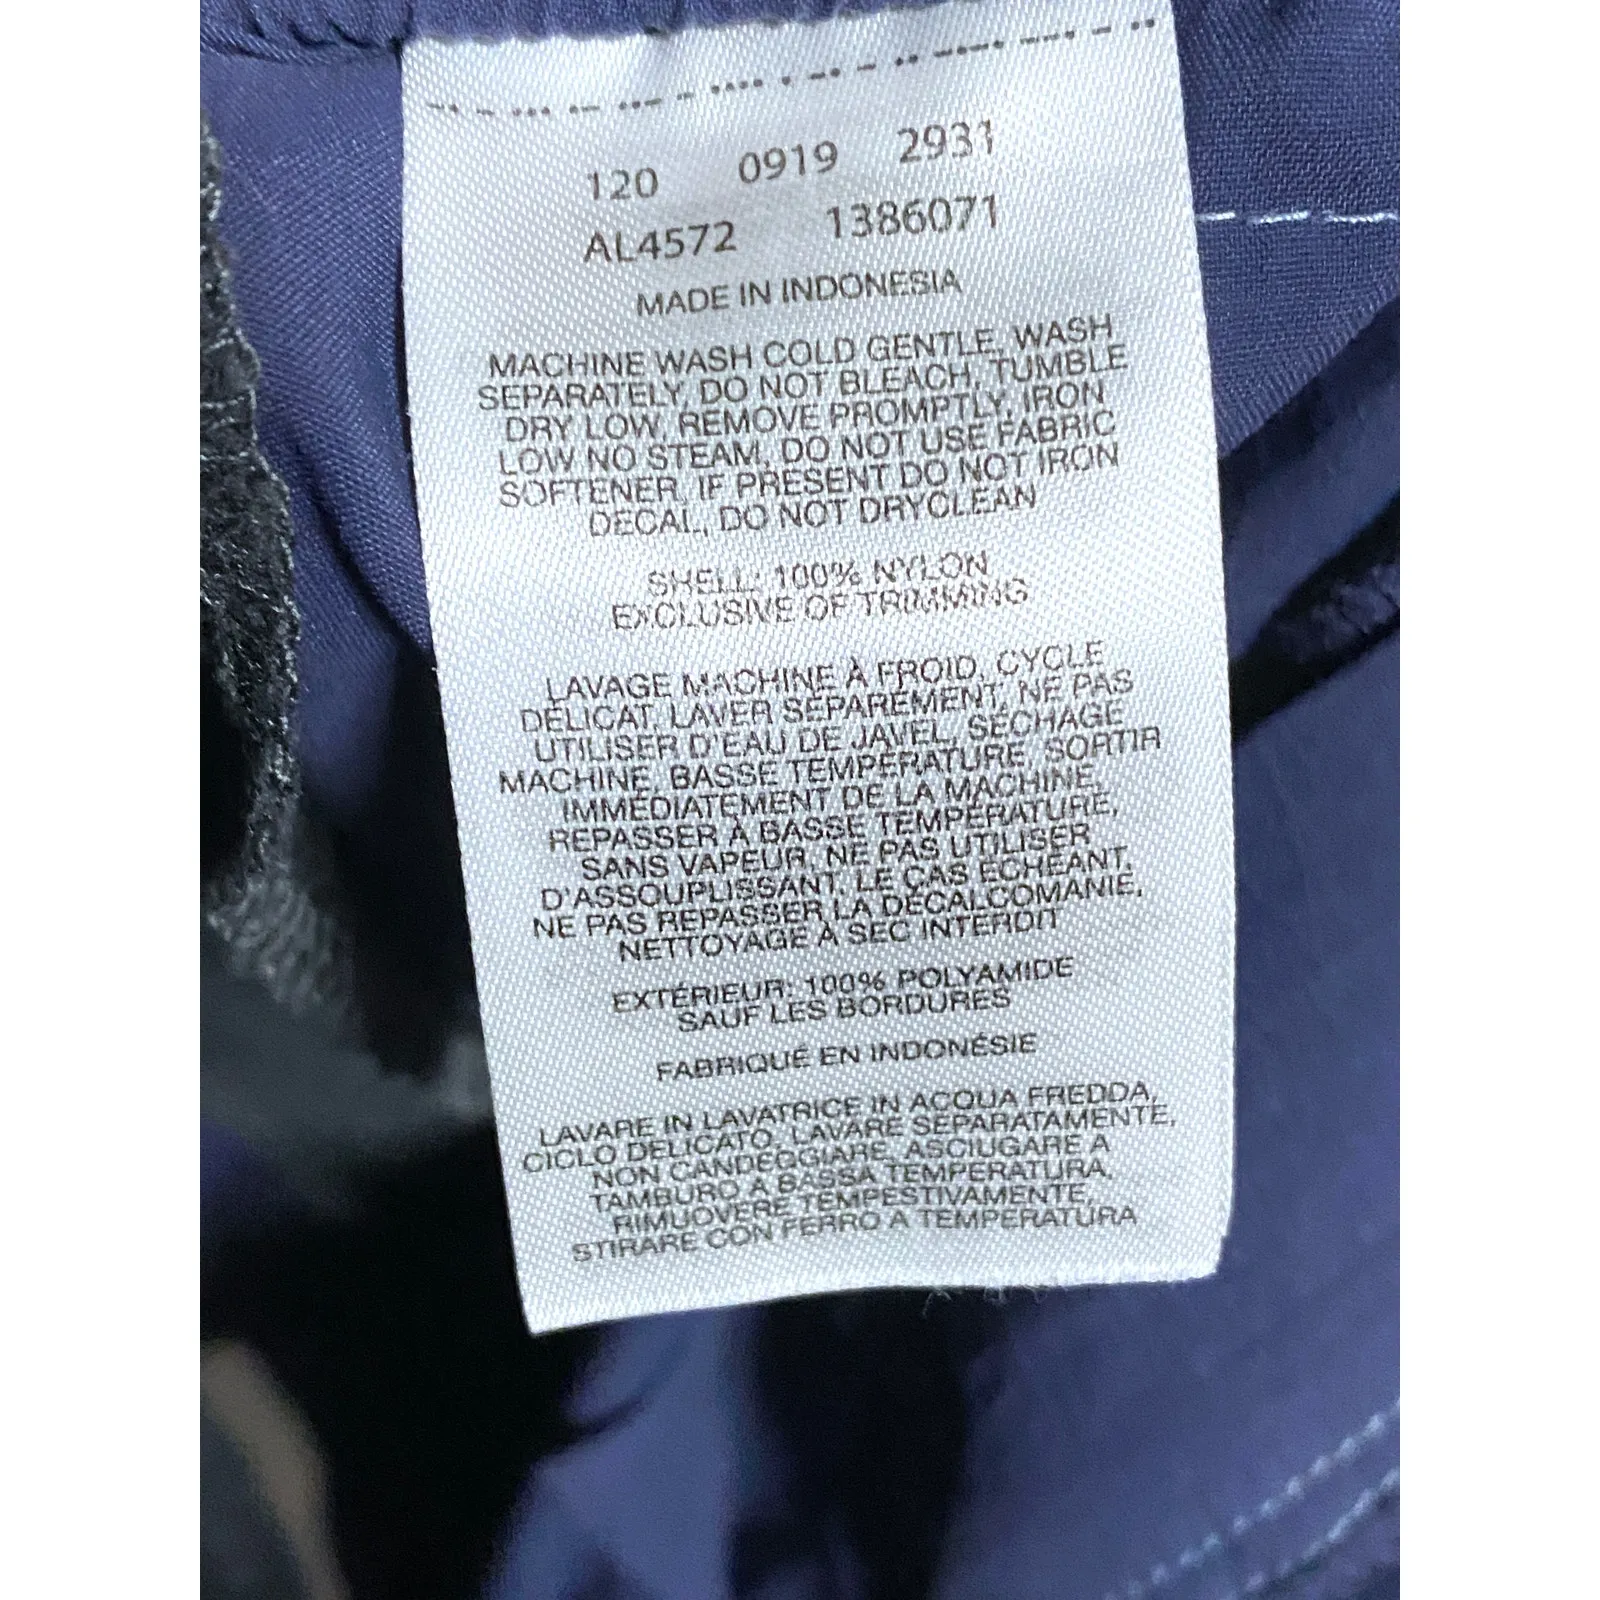 120 0919 2931
AL4572 1386071
MADE IN INDONESIA
MACHINE WASH COLD GENTLE, WASH
SEPARATELY, DO NOT BLEACH, TUMBLE
DRY LOW, REMOVE PROMPTLY, IRON
LOW NO STEAM, DO NOT USE FABRIC
SOFTENER, IF PRESENT DO NOT IRON
DECAL, DO NOT DRYCLEAN
SHELL: 100% NYLON
EXCLUSIVE OF TRIMMING
LAVAGE MACHINE À FROID, CYCLE
DÉLICAT, LAVER SÉPARÉMENT, NE PAS
UTILISER D'EAU DE JAVEL, SÉCHAGE
MACHINE, BASSE TEMPÉRATURE, SORTIR
IMMÉDIATEMENT DE LA MACHINE,
REPASSER À BASSE TEMPÉRATURE,
SANS VAPEUR, NE PAS UTILISER
D'ASSOUPLISSANT, LE CAS ÉCHÉANT,
NE PAS REPASSER LA DÉCALCOMANIE,
NETTOYAGE À SEC INTERDIT
EXTÉRIEUR: 100% POLYAMIDE
SAUF LES BORDURES
FABRIQUÉ EN INDONÉSIE
LAVARE IN LAVATRICE IN ACQUA FREDDA,
CICLO DELICATO, LAVARE SEPARATAMENTE,
NON CANDEGGIARE, ASCIUGARE A
TAMBURO A BASSA TEMPERATURA,
RIMUOVERE TEMPESTIVAMENTE,
STIRARE CON FERRO A TEMPERATURA